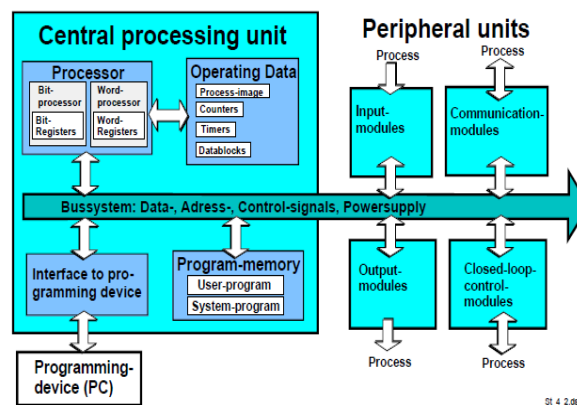 Central processing unit
Peripheral units
Processor
Bit-
processor
Bit-
Registers
Word-
processor
Word-
Registers
Operating Data
Process-image
Counters
Timers
Datablocks
Process
Process
Input-
modules
Communication-
modules
Bussystem: Data-, Adress-, Control-signals, Powersupply
Interface to pro-
gramming device
Program-memory
User-program
System-program
Output-
modules
Closed-loop-
control-
modules
Programming-
device (PC)
Process
Process